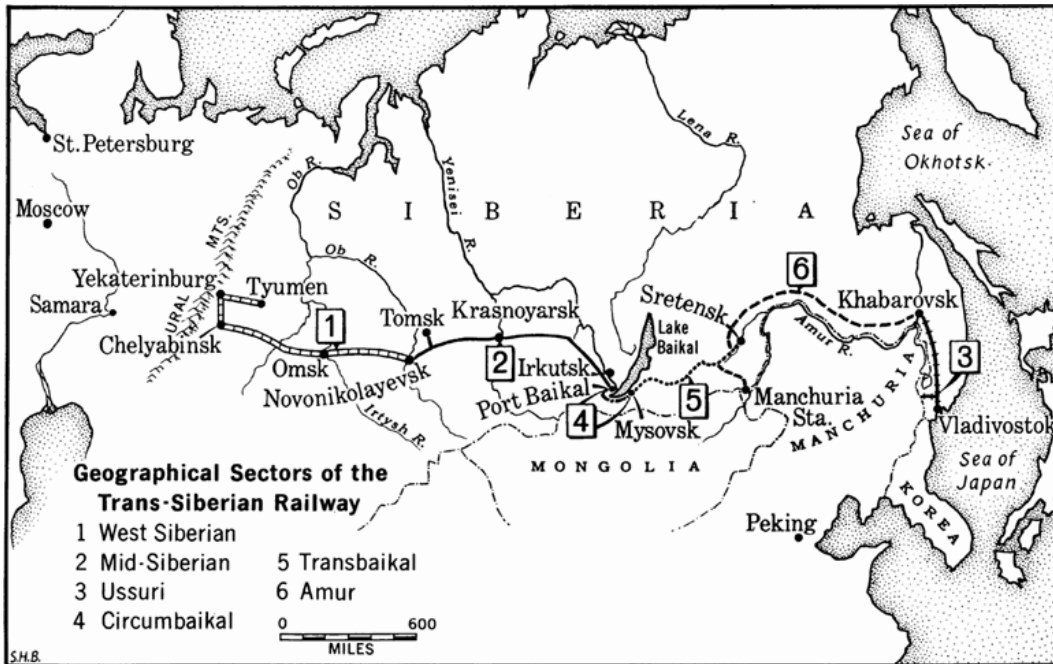 St.Petersburg
Moscow
Samara
URAL MTS.
Yekaterinburg
Tyumen
Chelyabinsk
Ob R.
Ob R.
Yenisei R.
Lena R.
SIBERIA
1
Omsk
Novonikolayevsk
Irtysh R.
Tomsk
Krasnoyarsk
2
Irkutsk
Port Baikal
4
Lake
Baikal
Mysovsk
MONGOLIA
5
Sretensk
6
Manchuria
Sta.
Amur R.
MANCHURIA
Khabarovsk
3
Vladivostok
Sea of
Okhotsk
Sea of
Japan
KOREA
Peking
Geographical Sectors of the
Trans-Siberian Railway
1 West Siberian
2 Mid-Siberian
3 Ussuri
4 Circumbaikal
5 Transbaikal
6 Amur
0 600
MILES
S.H.B.